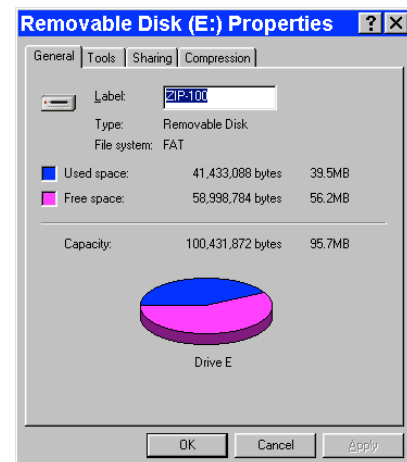 Removable Disk (E:) Properties
General Tools Sharing Compression
Label: ZIP-100
Type: Removable Disk
File system: FAT
Used space: 41,433,088 bytes 39.5MB
Free space: 58,998,784 bytes 56.2MB
Capacity: 100,431,872 bytes 95.7MB
Drive E
OK Cancel Apply